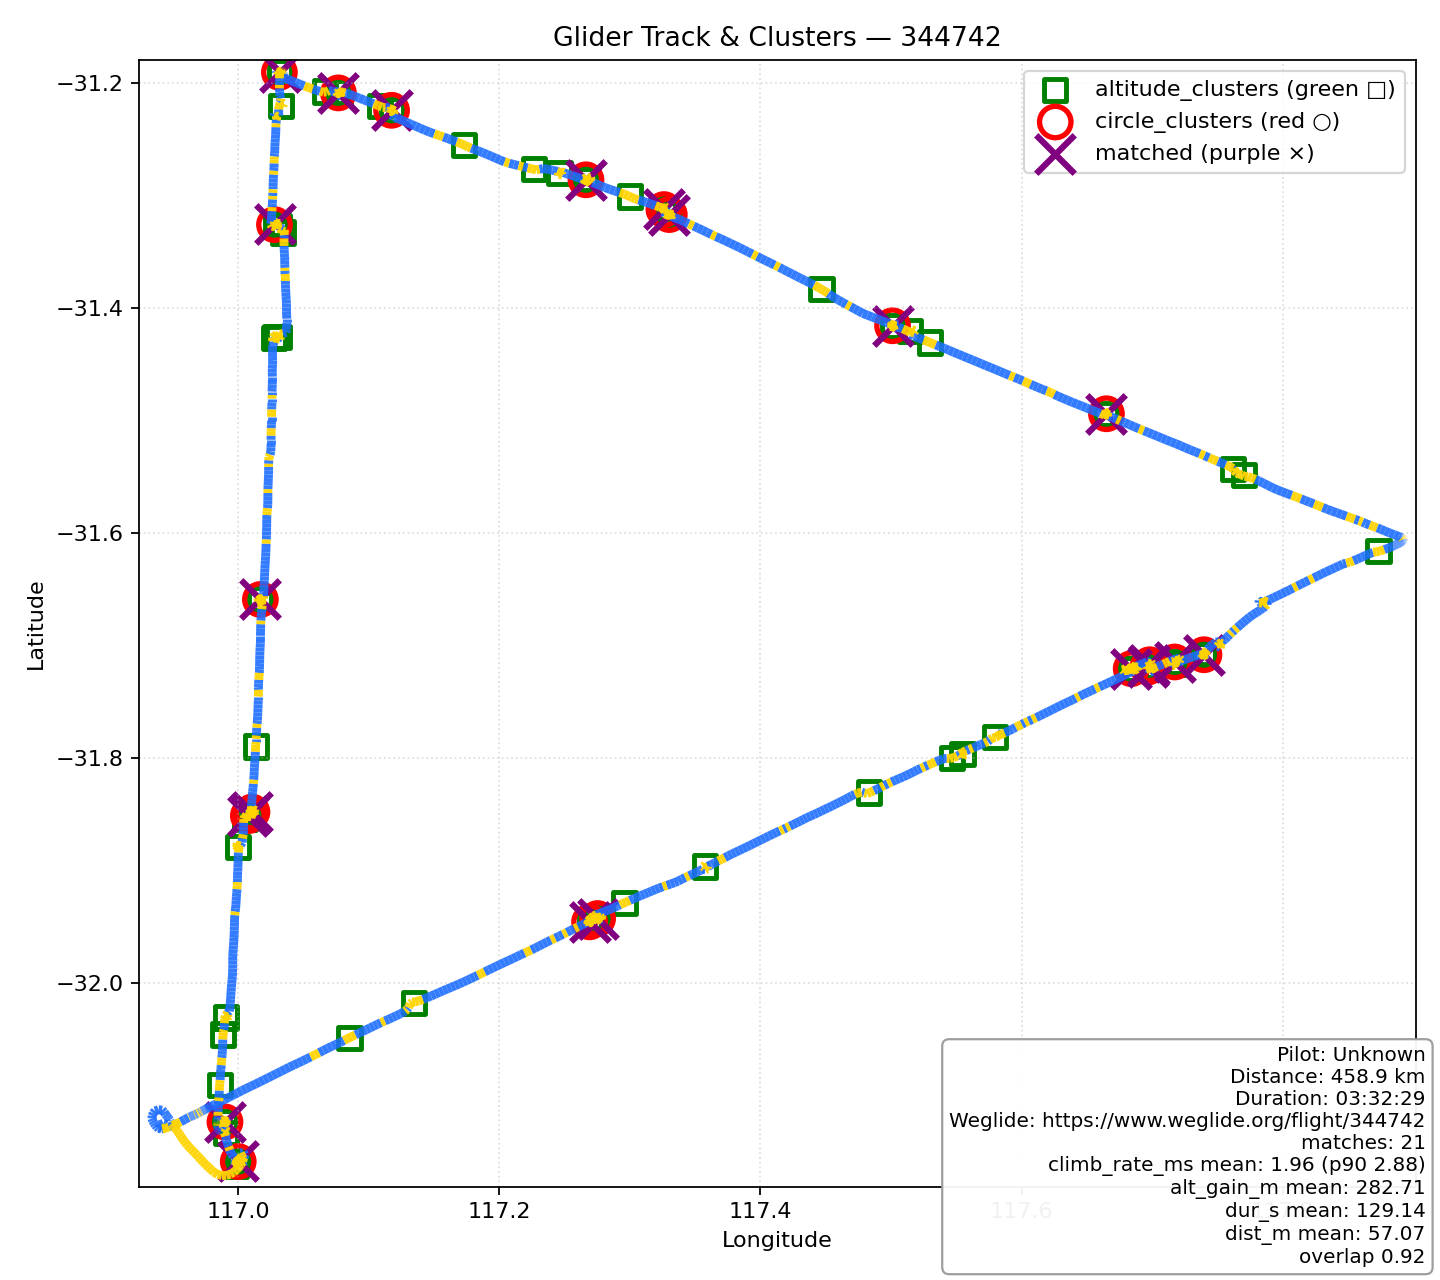 Glider Track & Clusters — 344742
altitude_clusters (green □)
circle_clusters (red ○)
matched (purple ×)
Latitude
−31.2
−31.4
−31.6
−31.8
−32.0
117.0
117.2
117.4
117.6
Longitude
Pilot: Unknown
Distance: 458.9 km
Duration: 03:32:29
Weglide: https://www.weglide.org/flight/344742
matches: 21
climb_rate_ms mean: 1.96 (p90 2.88)
alt_gain_m mean: 282.71
dur_s mean: 129.14
dist_m mean: 57.07
overlap 0.92